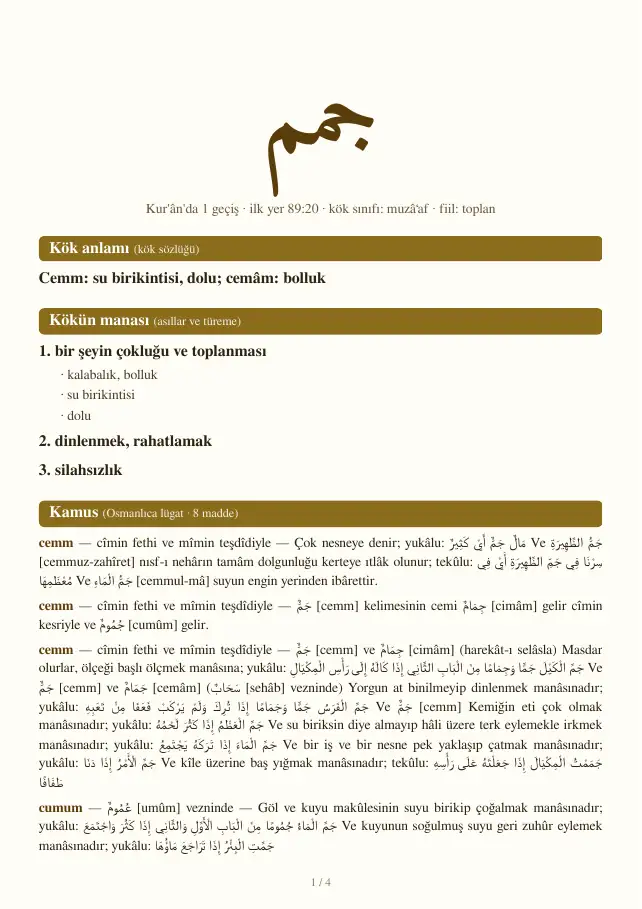 جمم
Kur'ân'da 1 geçiş · ilk yer 89:20 · kök sınıfı: muzâ'af · fiil: toplan
Kök anlamı (kök sözlüğü)
Cemm: su birikintisi, dolu; cemâm: bolluk
Kökün manası (asıllar ve türeme)
1. bir şeyin çokluğu ve toplanması
· kalabalık, bolluk
· su birikintisi
· dolu
2. dinlenmek, rahatlamak
3. silahsızlık
Kamus (Osmanlıca lügat · 8 madde)
cemm — cîmin fethi ve mîmin teşdîdiyle — Çok nesneye denir; yukâlu: مَالٌ جَمٌّ أَيْ كَثِيرٌ Ve جَمُّ الظَّهِيرَةِ
[cemmuz-zahîret] nısf-ı nehârın tamâm dolgunluğu kerteye ıtlâk olunur; tekûlu: سِرْنَا فِي جَمِّ الظَّهِيرَةِ أَيْ فِي
مُعْظَمِهَا Ve جَمُّ الْمَاءِ [cemmul-mâ] suyun engin yerinden ibârettir.
cemm — cîmin fethi ve mîmin teşdîdiyle — جَمٌّ [cemm] kelimesinin cemi جِمَامٌ [cimâm] gelir cîmin
kesriyle ve جُمُومٌ [cumûm] gelir.
cemm — cîmin fethi ve mîmin teşdîdiyle — جَمٌّ [cemm] ve جِمَامٌ [cimâm] (harekât-ı selâsla) Masdar
olurlar, ölçeği başlı ölçmek manâsına; yukâlu: جَمَّ الْكَيْلَ جَمًّا وَجِمَامًا مِنَ الْبَابِ الثَّانِي إِذَا كَالَهُ إِلَى رَأْسِ الْمِكْيَالِ Ve
جَمٌّ [cemm] ve جَمَامٌ [cemâm] (سَحَابٌ [sehâb] vezninde) Yorgun at binilmeyip dinlenmek manâsınadır;
yukâlu: جَمَّ الْفَرَسُ جَمًّا وَجَمَامًا إِذَا تُرِكَ وَلَمْ يُرْكَبْ فَعَفَا مِنْ تَعَبِهِ Ve جَمٌّ [cemm] Kemiğin eti çok olmak
manâsınadır; yukâlu: جَمَّ الْعَظْمُ إِذَا كَثُرَ لَحْمُهُ Ve su biriksin diye almayıp hâli üzere terk eylemekle irkmek
manâsınadır; yukâlu: جَمَّ الْمَاءَ إِذَا تَرَكَهُ يَجْتَمِعُ Ve bir iş ve bir nesne pek yaklaşıp çatmak manâsınadır;
yukâlu: جَمَّ الْأَمْرُ إِذَا دَنَا Ve kîle üzerine baş yığmak manâsınadır; tekûlu: جَمَمْتُ الْمِكْيَالَ إِذَا جَعَلْتَهُ عَلَى رَأْسِهِ
طَفَافًا
cumum — عُمُومٌ [umûm] vezninde — Göl ve kuyu makûlesinin suyu birikip çoğalmak manâsınadır;
yukâlu: جَمَّ الْمَاءُ جُمُومًا مِنَ الْبَابِ الْأَوَّلِ وَالثَّانِي إِذَا كَثُرَ وَاجْتَمَعَ Ve kuyunun soğulmuş suyu geri zuhûr eylemek
manâsınadır; yukâlu: جَمَّتِ الْبِئْرُ إِذَا تَرَاجَعَ مَاؤُهَا
1 / 4